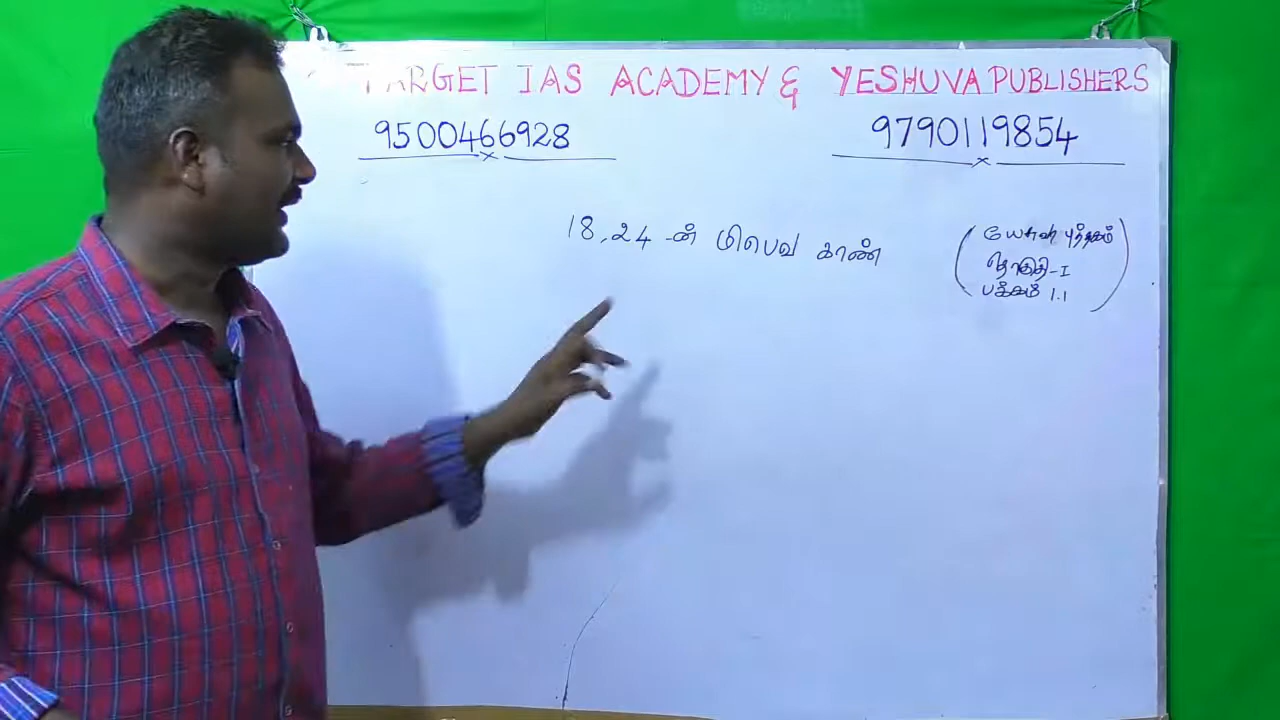 TARGET IAS ACADEMY & YESHUVA PUBLISHERS
9500466928
9790119854
18,24 -ன் மீபெவ காண்
(யேசுவா புத்தகம்
தொகுதி-I
பக்கம் 1.1)